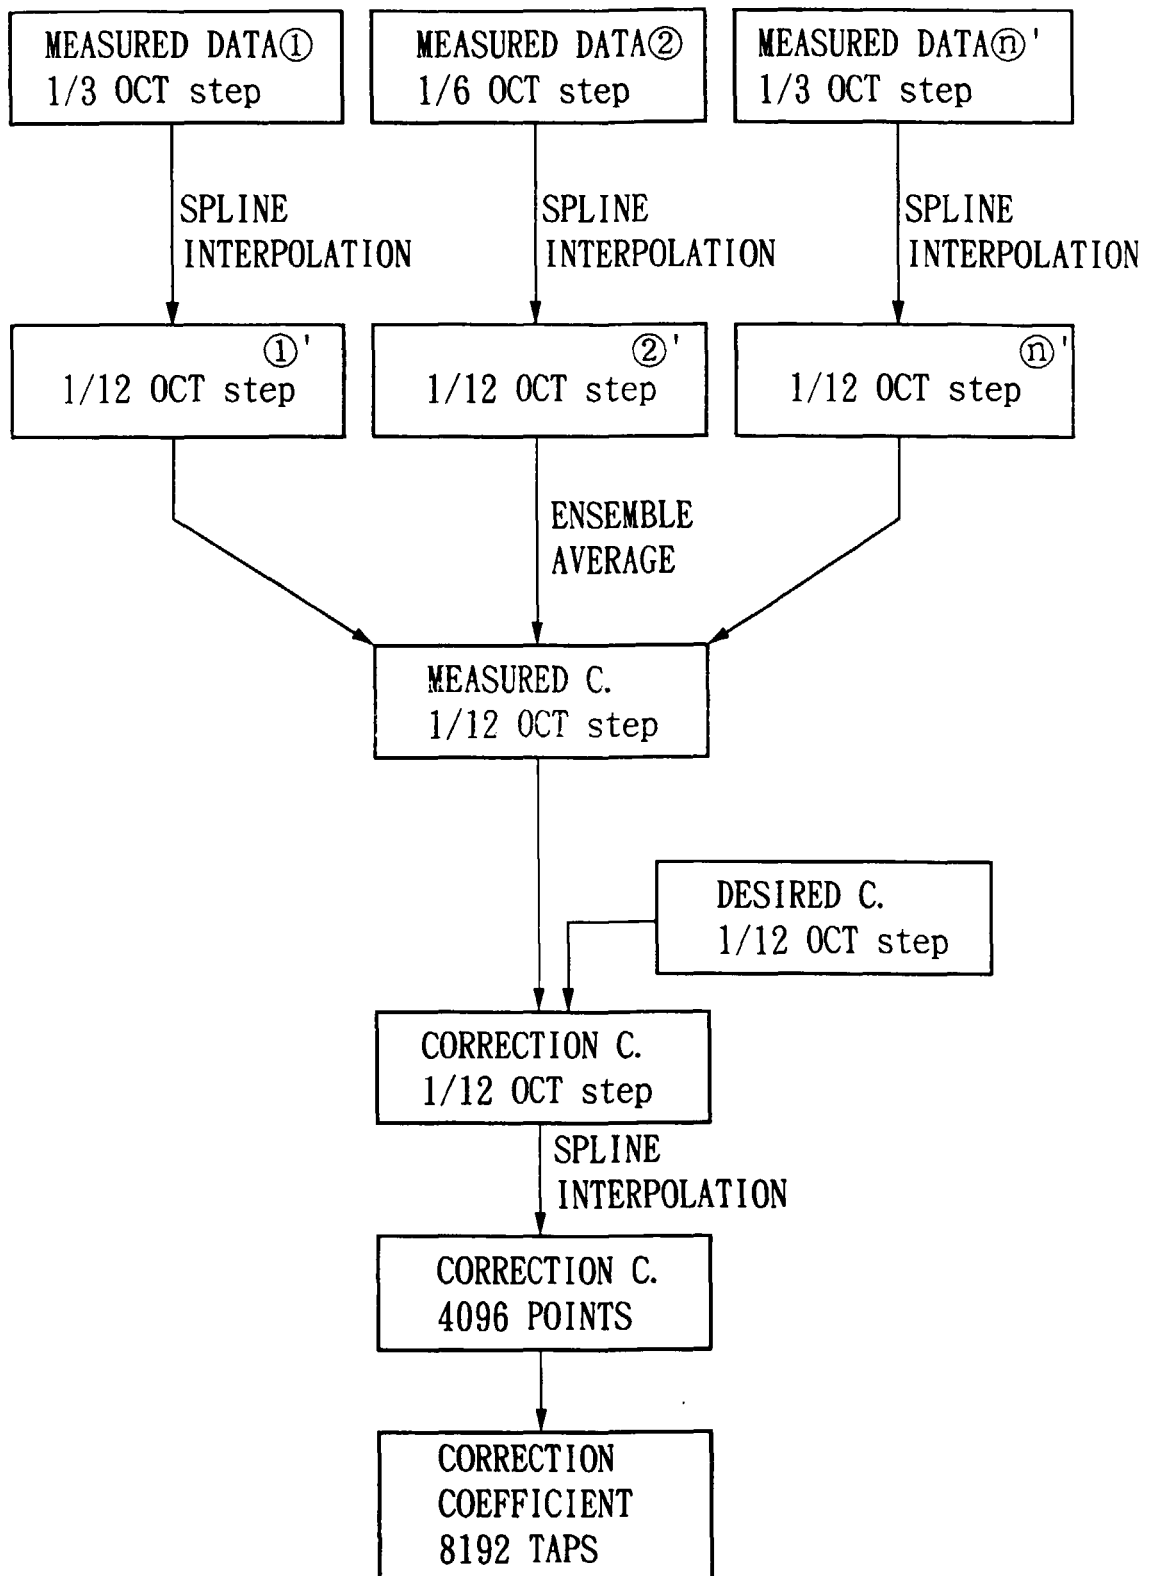 MEASURED DATA①
1/3 OCT step
MEASURED DATA②
1/6 OCT step
MEASURED DATAⓝ'
1/3 OCT step
SPLINE
INTERPOLATION
SPLINE
INTERPOLATION
SPLINE
INTERPOLATION
①'
1/12 OCT step
②'
1/12 OCT step
ⓝ'
1/12 OCT step
ENSEMBLE
AVERAGE
MEASURED C.
1/12 OCT step
DESIRED C.
1/12 OCT step
CORRECTION C.
1/12 OCT step
SPLINE
INTERPOLATION
CORRECTION C.
4096 POINTS
CORRECTION
COEFFICIENT
8192 TAPS